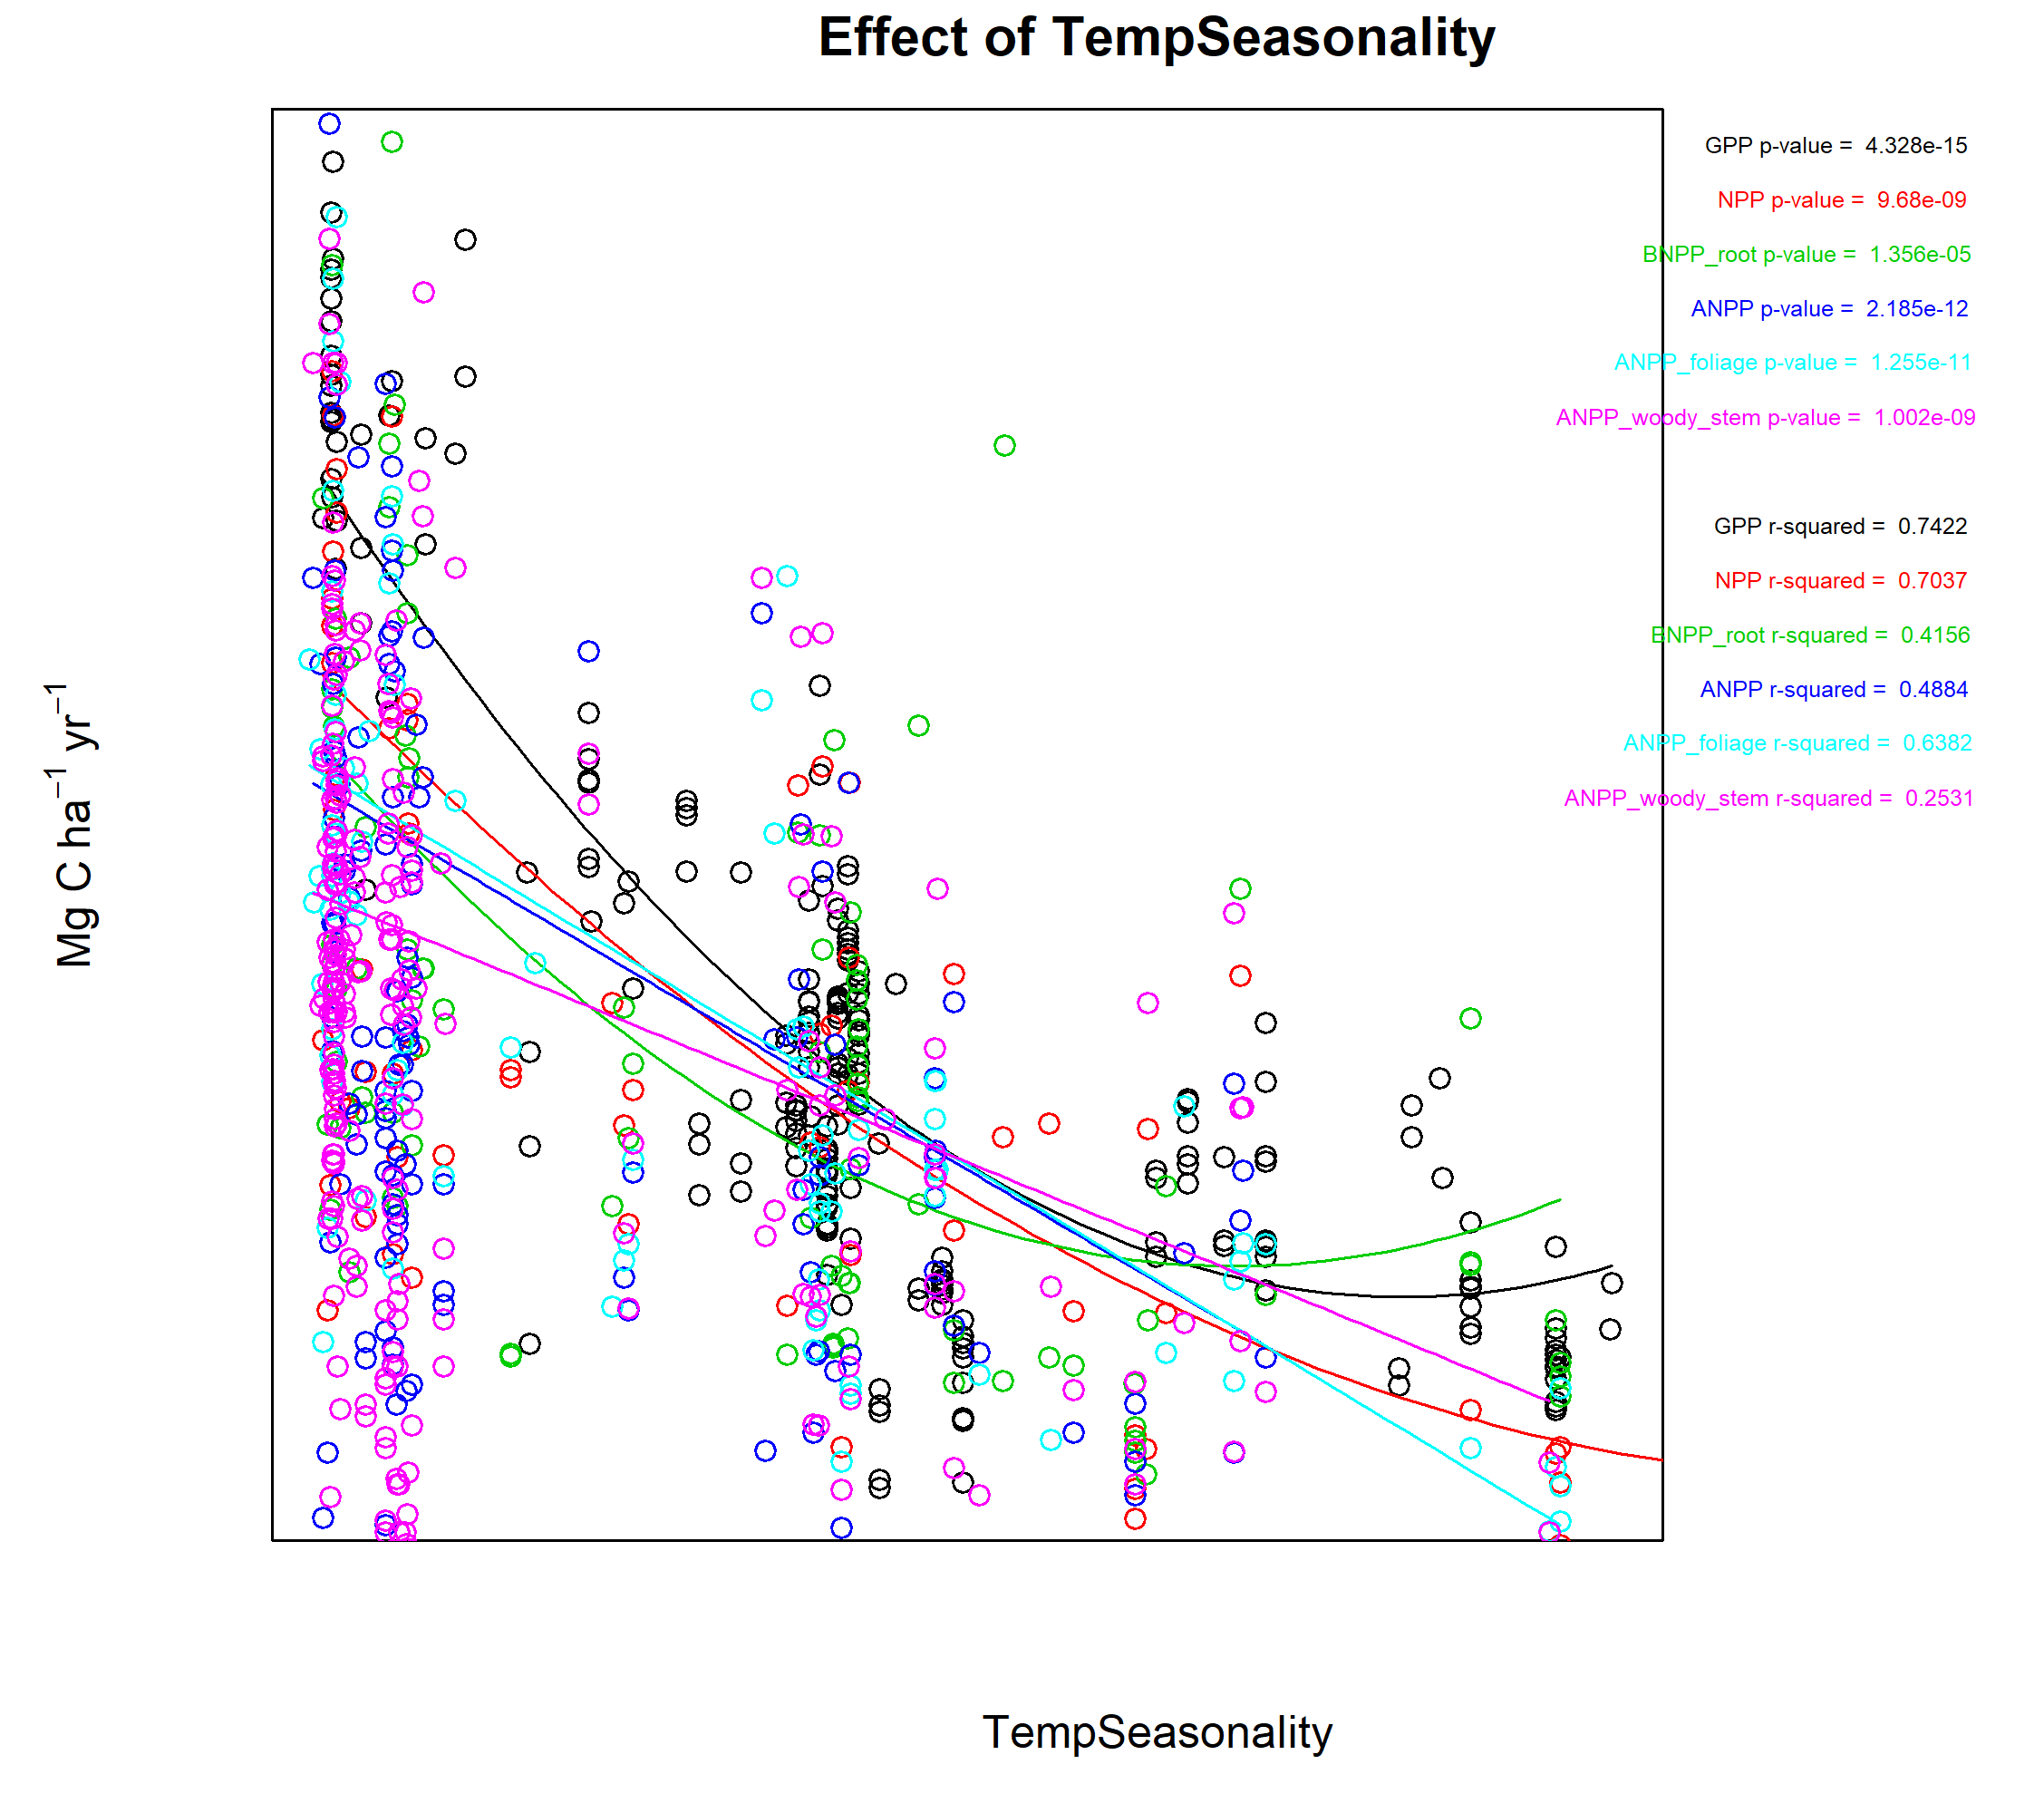 Effect of TempSeasonality
GPP p-value = 4.328e-15
NPP p-value = 9.68e-09
BNPP_root p-value = 1.356e-05
ANPP p-value = 2.185e-12
ANPP_foliage p-value = 1.255e-11
ANPP_woody_stem p-value = 1.002e-09
GPP r-squared = 0.7422
NPP r-squared = 0.7037
BNPP_root r-squared = 0.4156
ANPP r-squared = 0.4884
ANPP_foliage r-squared = 0.6382
ANPP_woody_stem r-squared = 0.2531
Mg C ha⁻¹ yr⁻¹
TempSeasonality